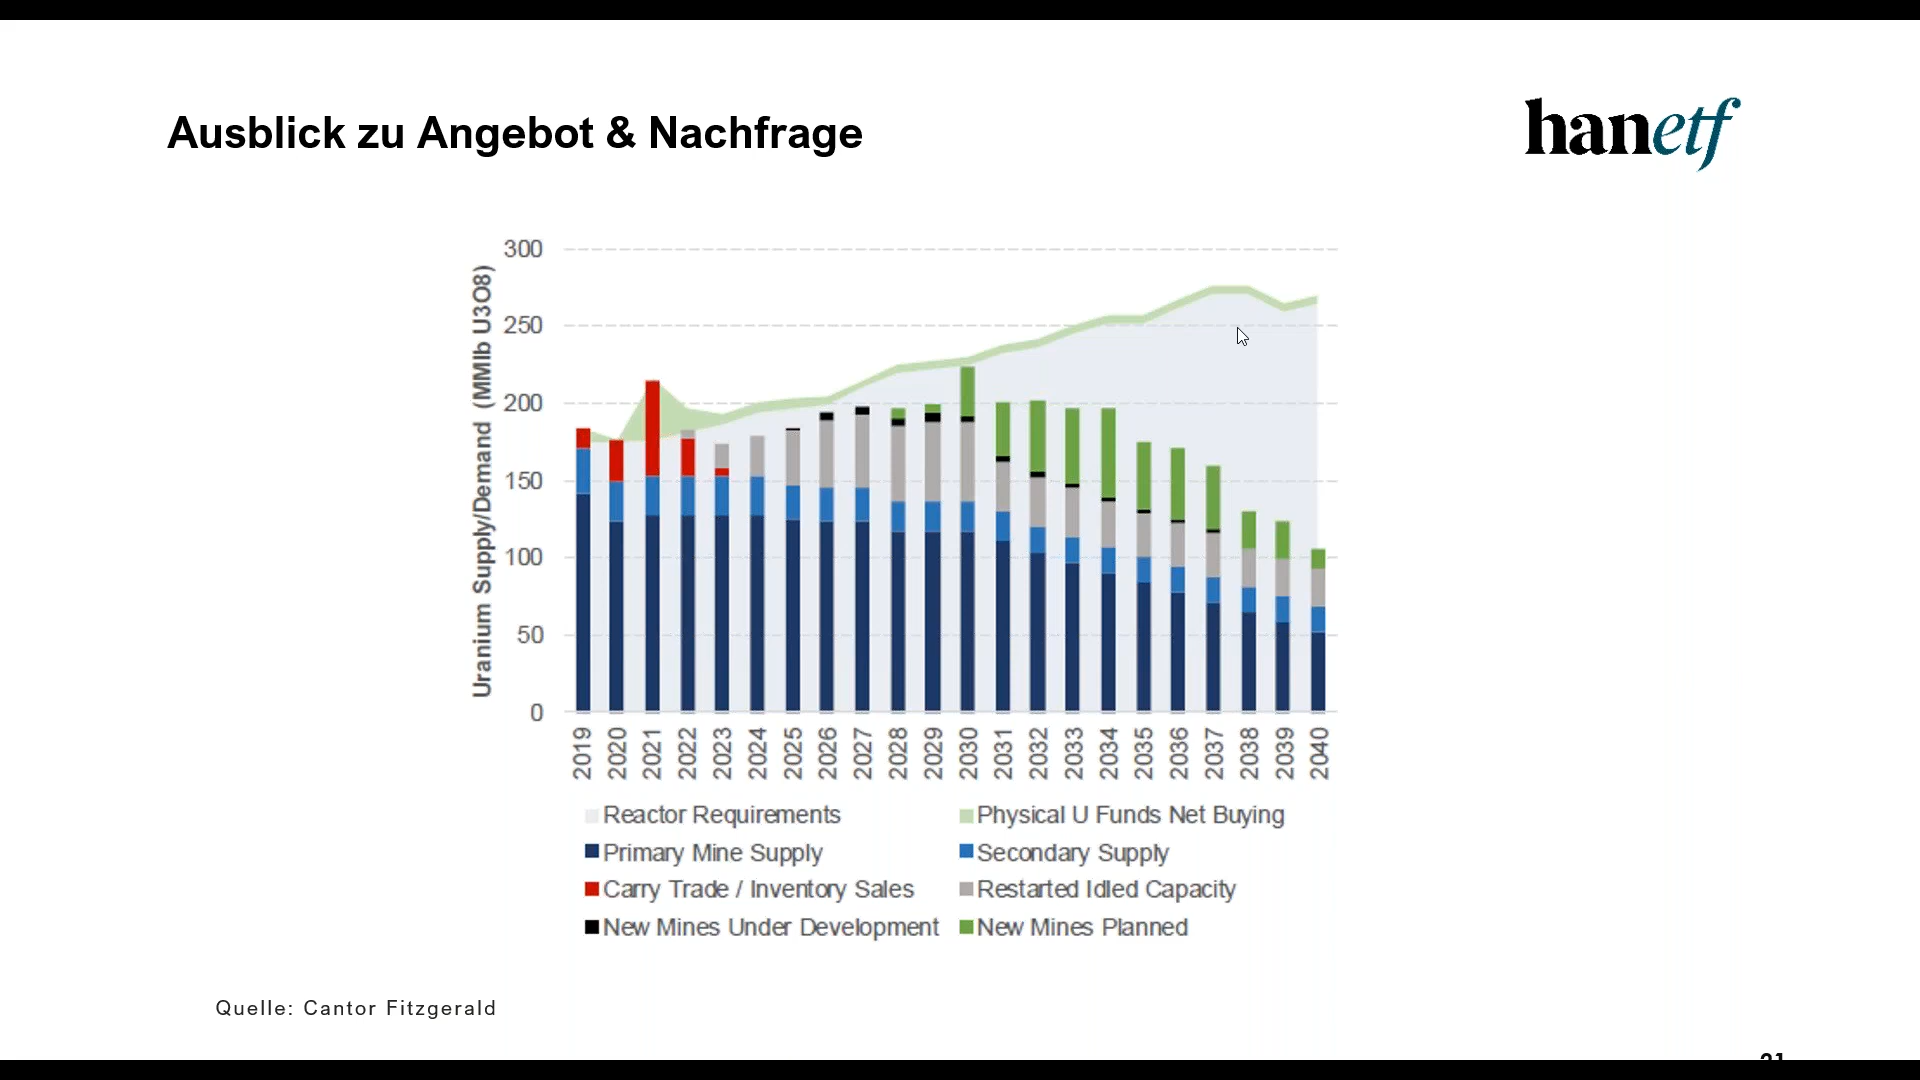 Ausblick zu Angebot & Nachfrage
hanetf
Uranium Supply/Demand (MMlb U3O8)
300
250
200
150
100
50
0
2019 2020 2021 2022 2023 2024 2025 2026 2027 2028 2029 2030 2031 2032 2033 2034 2035 2036 2037 2038 2039 2040
Reactor Requirements Physical U Funds Net Buying
Primary Mine Supply Secondary Supply
Carry Trade / Inventory Sales Restarted Idled Capacity
New Mines Under Development New Mines Planned
Quelle: Cantor Fitzgerald